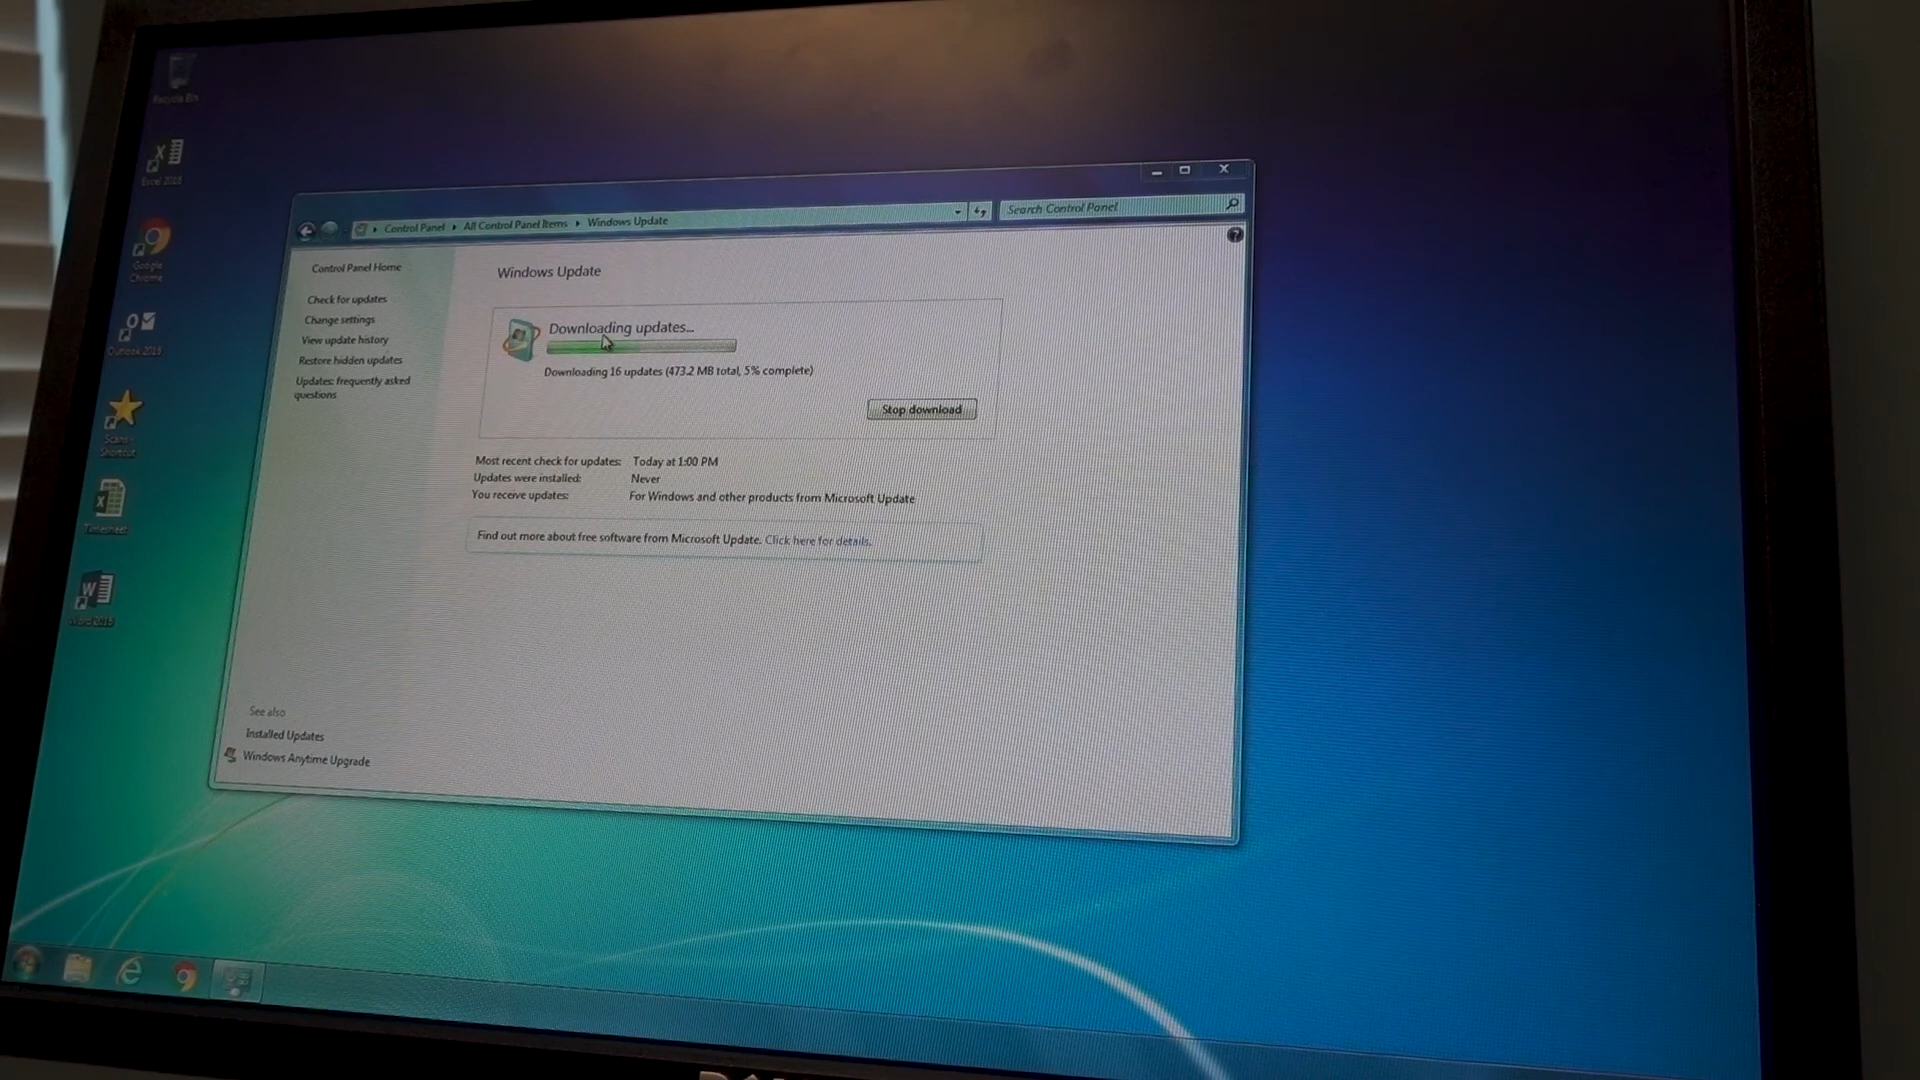 Recycle Bin
Excel 2016
Google
Chrome
Outlook 2016
Scans -
Shortcut
Timesheet
Word 2016
Control Panel
All Control Panel Items
Windows Update
Search Control Panel
Control Panel Home
Check for updates
Change settings
View update history
Restore hidden updates
Updates: frequently asked
questions
Windows Update
Downloading updates...
Downloading 16 updates (473.2 MB total, 5% complete)
Stop download
Most recent check for updates: Today at 1:00 PM
Updates were installed: Never
You receive updates: For Windows and other products from Microsoft Update
Find out more about free software from Microsoft Update. Click here for details.
See also
Installed Updates
Windows Anytime Upgrade